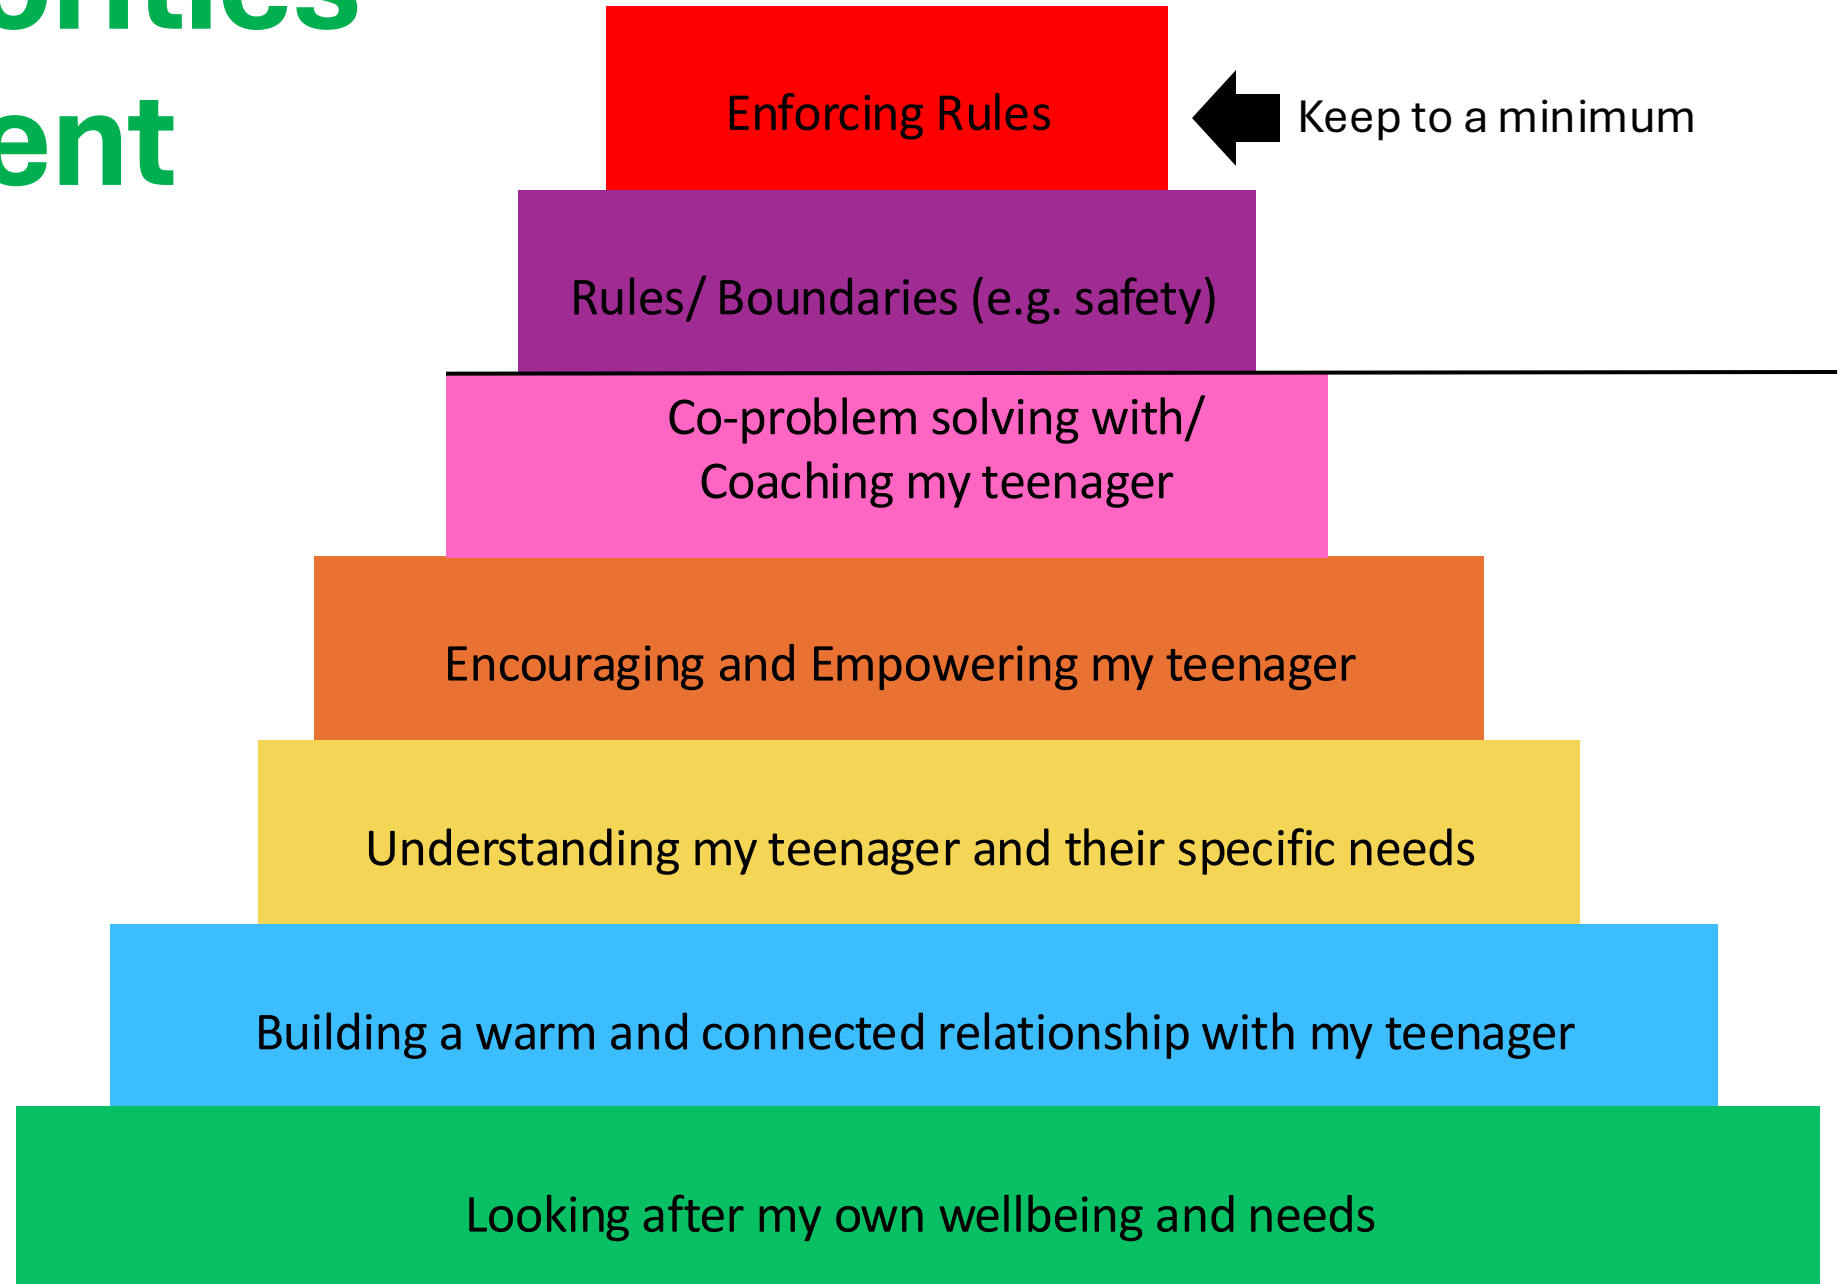 Enforcing Rules
Keep to a minimum
Rules/ Boundaries (e.g. safety)
Co-problem solving with/
Coaching my teenager
Encouraging and Empowering my teenager
Understanding my teenager and their specific needs
Building a warm and connected relationship with my teenager
Looking after my own wellbeing and needs